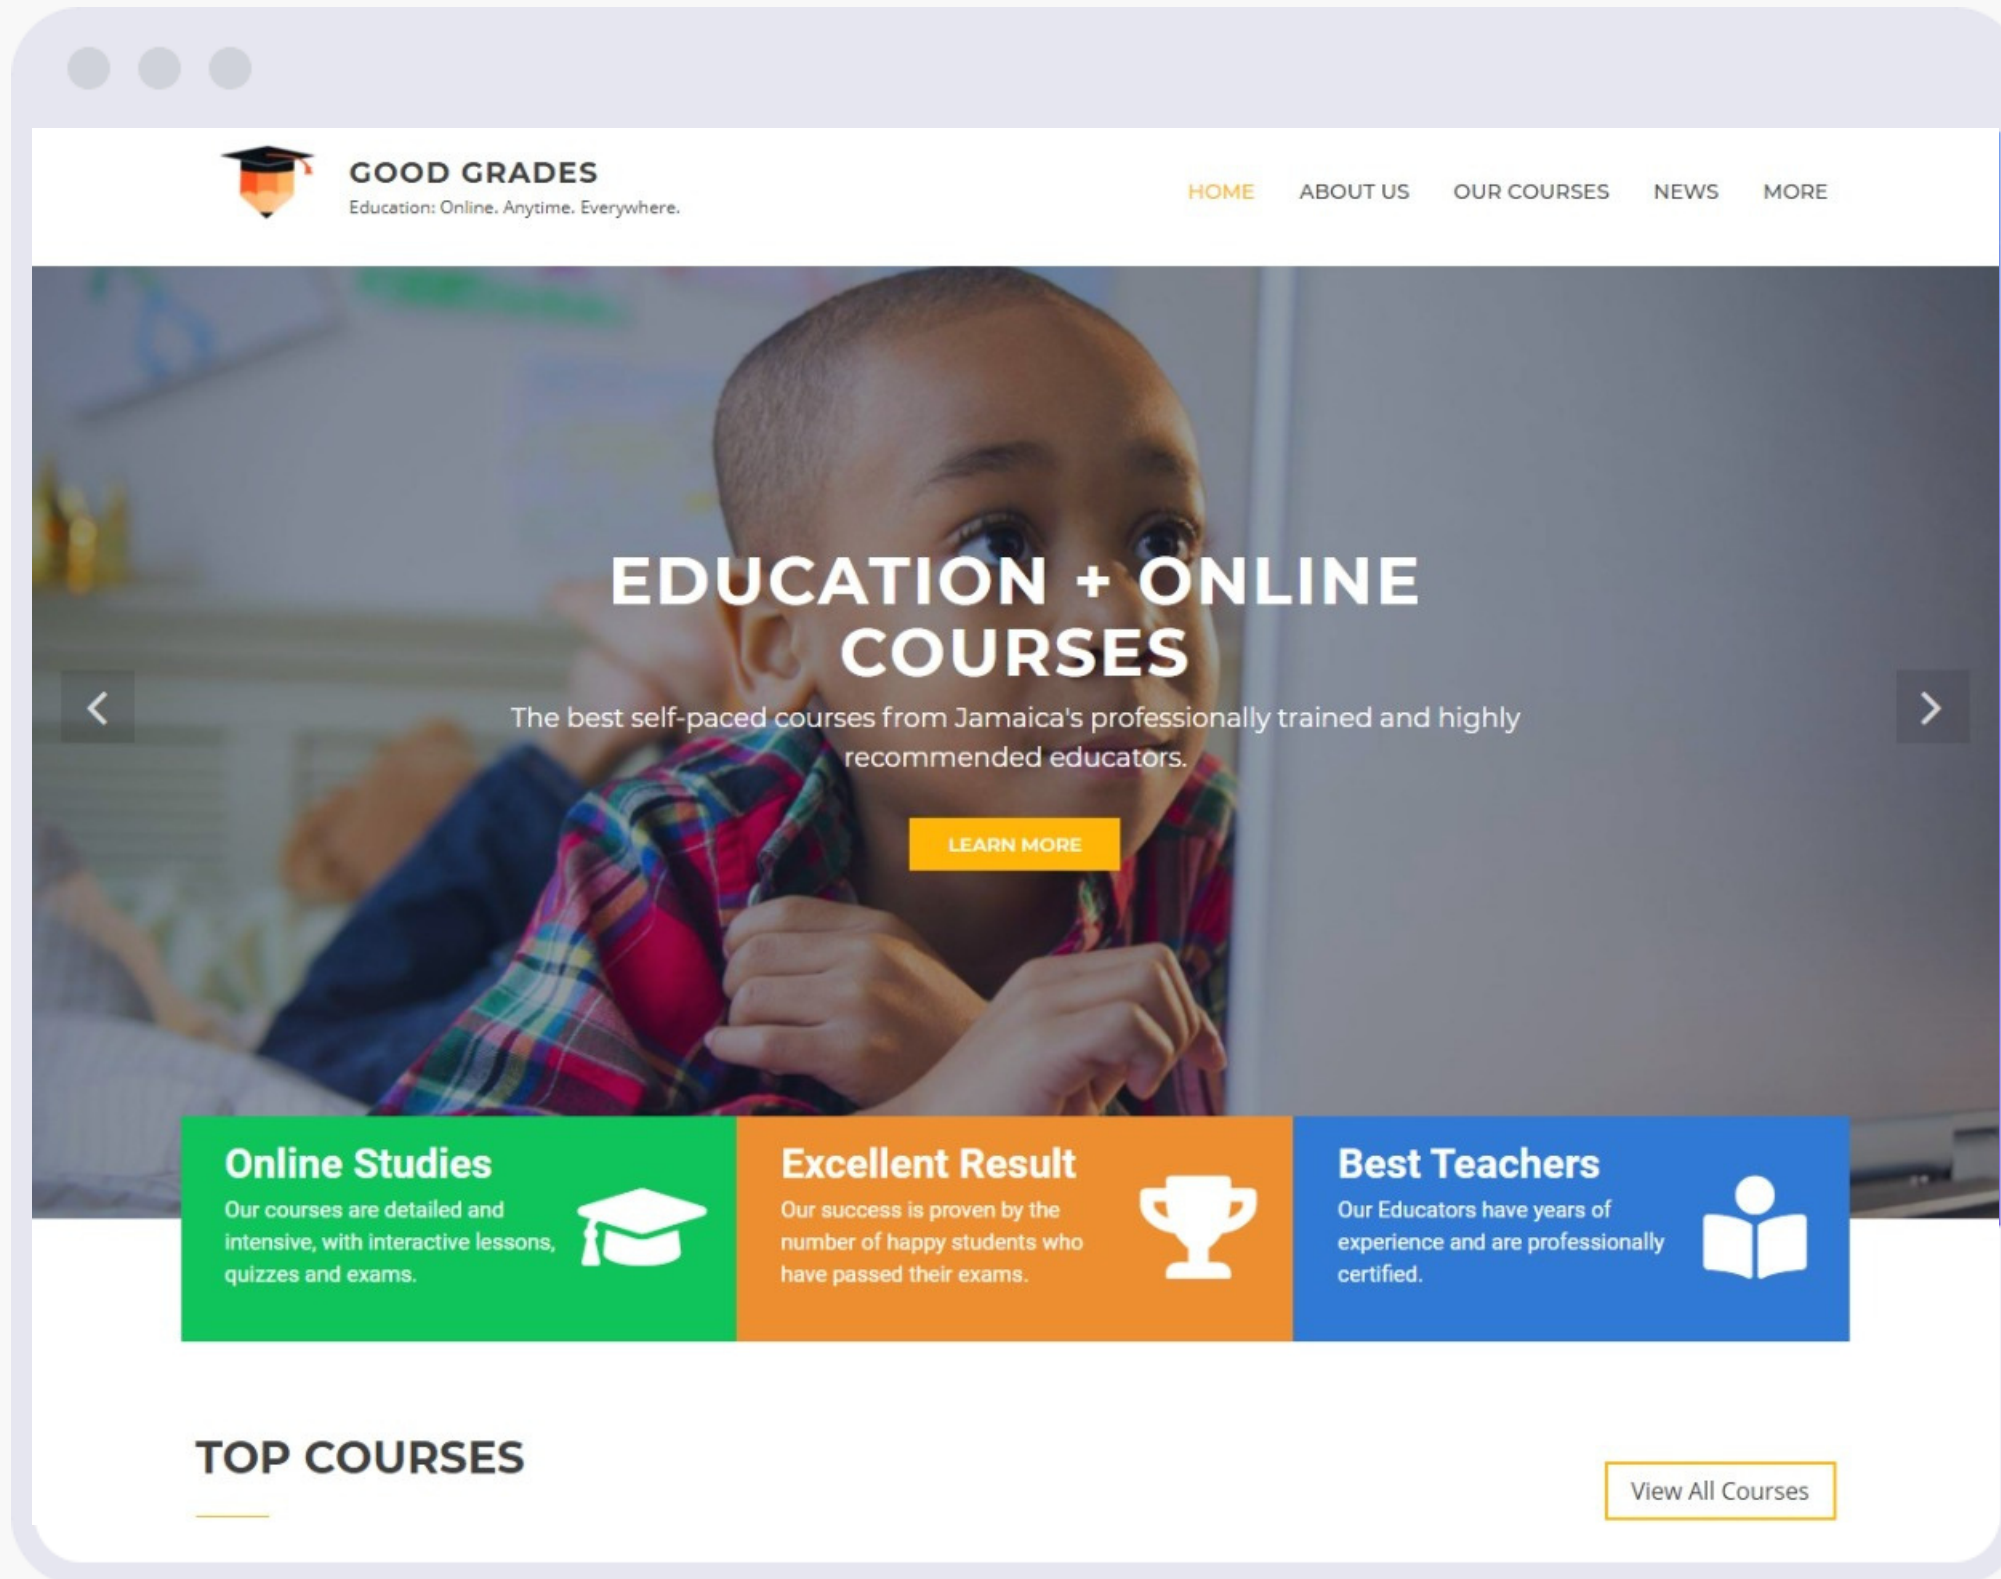 GOOD GRADES
Education: Online. Anytime. Everywhere.
HOME ABOUT US OUR COURSES NEWS MORE
EDUCATION + ONLINE
COURSES
The best self-paced courses from Jamaica's professionally trained and highly
recommended educators.
LEARN MORE
Online Studies
Our courses are detailed and
intensive, with interactive lessons,
quizzes and exams.
Excellent Result
Our success is proven by the
number of happy students who
have passed their exams.
Best Teachers
Our Educators have years of
experience and are professionally
certified.
TOP COURSES
View All Courses